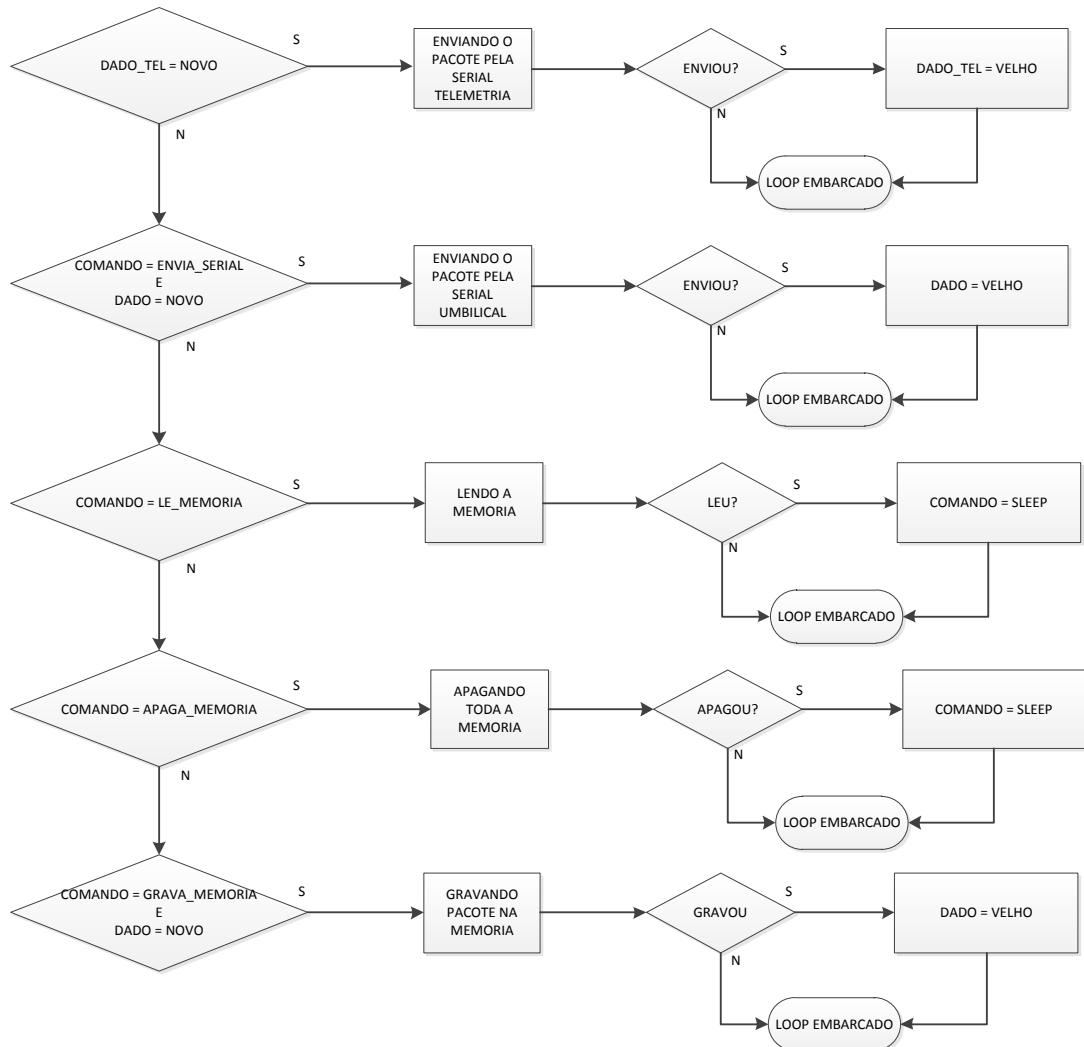 DADO_TEL = NOVO
S
ENVIANDO O
PACOTE PELA
SERIAL
TELEMETRIA
ENVIOU?
S
DADO_TEL = VELHO
N
N
LOOP EMBARCADO
COMANDO = ENVIA_SERIAL
E
DADO = NOVO
S
ENVIANDO O
PACOTE PELA
SERIAL
UMBILICAL
ENVIOU?
S
DADO = VELHO
N
N
LOOP EMBARCADO
COMANDO = LE_MEMORIA
S
LENDO A
MEMORIA
LEU?
S
COMANDO = SLEEP
N
N
LOOP EMBARCADO
COMANDO = APAGA_MEMORIA
S
APAGANDO
TODA A
MEMORIA
APAGOU?
S
COMANDO = SLEEP
N
N
LOOP EMBARCADO
COMANDO = GRAVA_MEMORIA
E
DADO = NOVO
S
GRAVANDO
PACOTE NA
MEMORIA
GRAVOU
S
DADO = VELHO
N
LOOP EMBARCADO